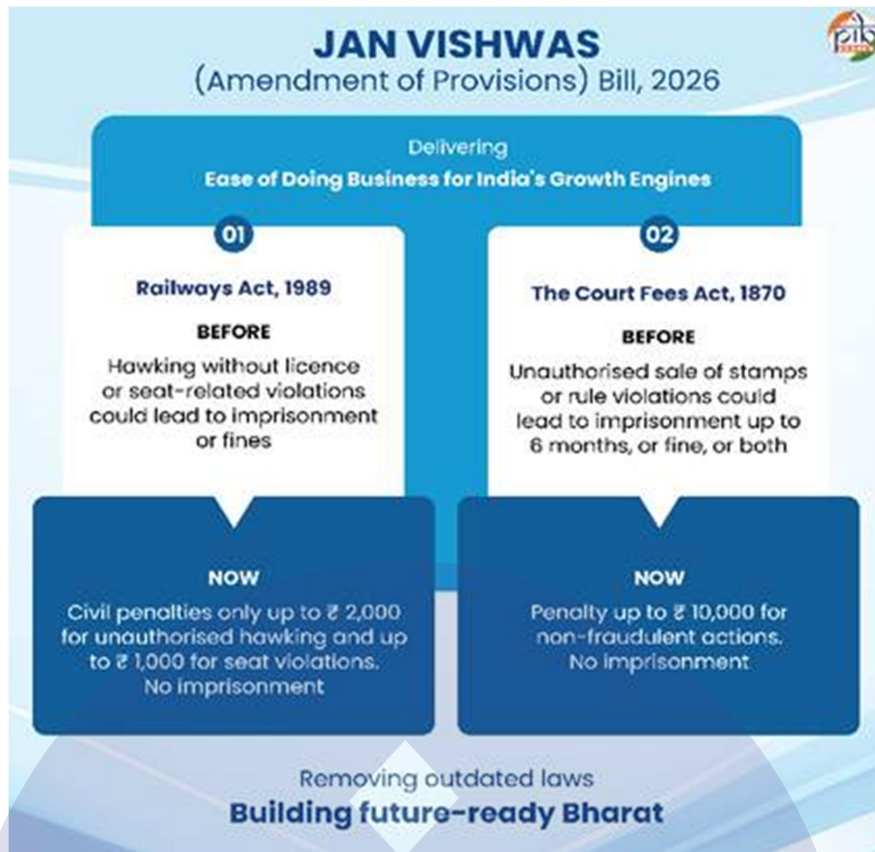 JAN VISHWAS
(Amendment of Provisions) Bill, 2026
pib
Delivering
Ease of Doing Business for India's Growth Engines
01
Railways Act, 1989
BEFORE
Hawking without licence
or seat-related violations
could lead to imprisonment
or fines
NOW
Civil penalties only up to ₹ 2,000
for unauthorised hawking and up
to ₹ 1,000 for seat violations.
No imprisonment
02
The Court Fees Act, 1870
BEFORE
Unauthorised sale of stamps
or rule violations could
lead to imprisonment up to
6 months, or fine, or both
NOW
Penalty up to ₹ 10,000 for
non-fraudulent actions.
No imprisonment
Removing outdated laws
Building future-ready Bharat